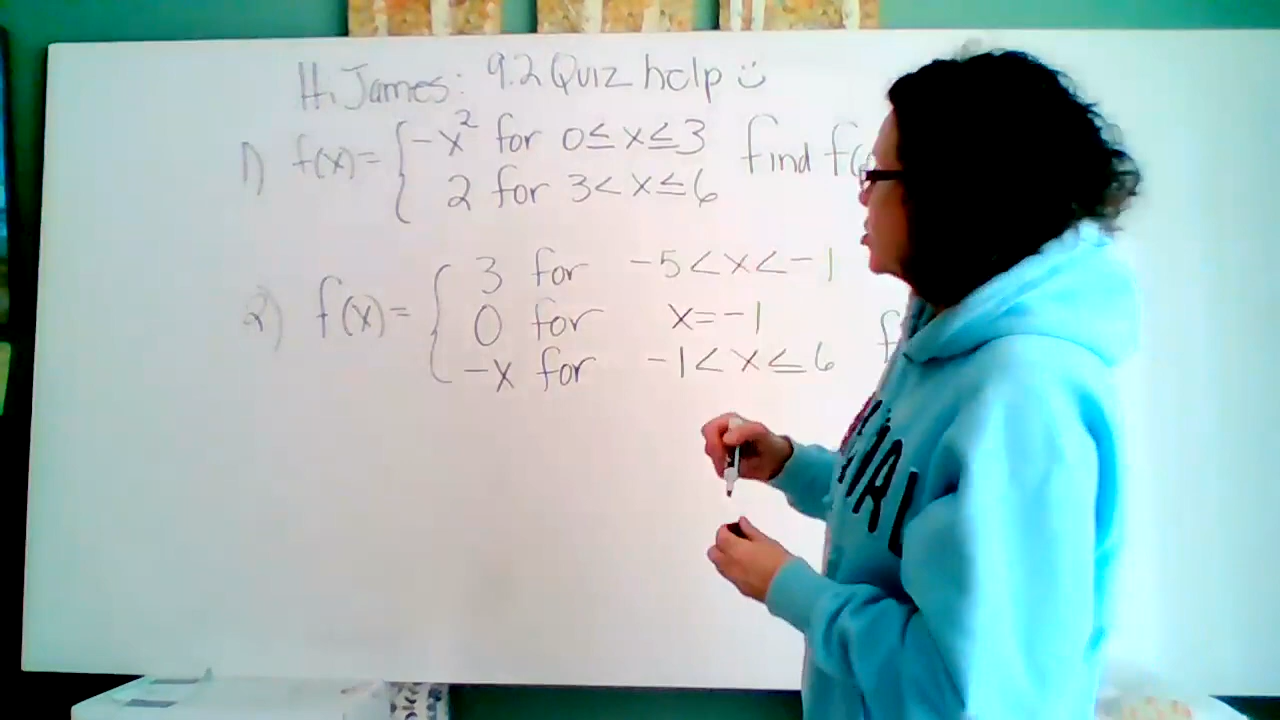 Hi James: 9.2 Quiz help :)
1) f(x)= { -x² for 0≤x≤3 find f(
2 for 3<x≤6
3 for -5<x<-1
2) f(x)= { 0 for x=-1 f
-x for -1<x≤6